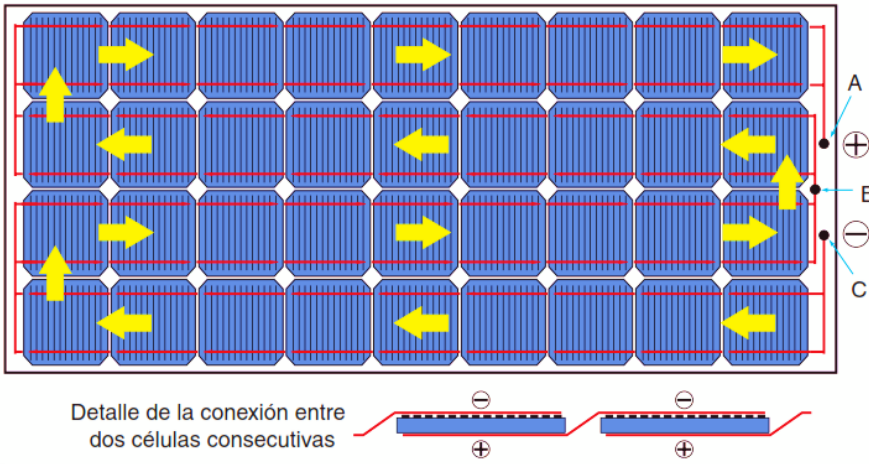 A
+
B
−
C
Detalle de la conexión entre
dos células consecutivas
− −
+ +